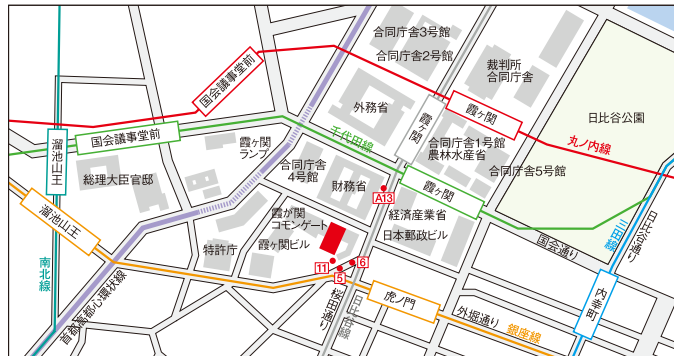 合同庁舎3号館
合同庁舎2号館
裁判所
合同庁舎
国会議事堂前
外務省
霞ヶ関
霞ヶ関
日比谷公園
国会議事堂前
千代田線
合同庁舎1号館
農林水産省
丸ノ内線
溜池山王
霞ヶ関
ランプ
総理大臣官邸
合同庁舎
4号館
財務省
霞ヶ関
合同庁舎5号館
A13
溜池山王
霞が関
コモンゲート
霞ヶ関ビル
特許庁
経済産業省
日本郵政ビル
国会通り
三田線
日比谷通り
南北線
首都高都心環状線
11
5
6
桜田通り
日比谷線
虎ノ門
外堀通り
銀座線
内幸町